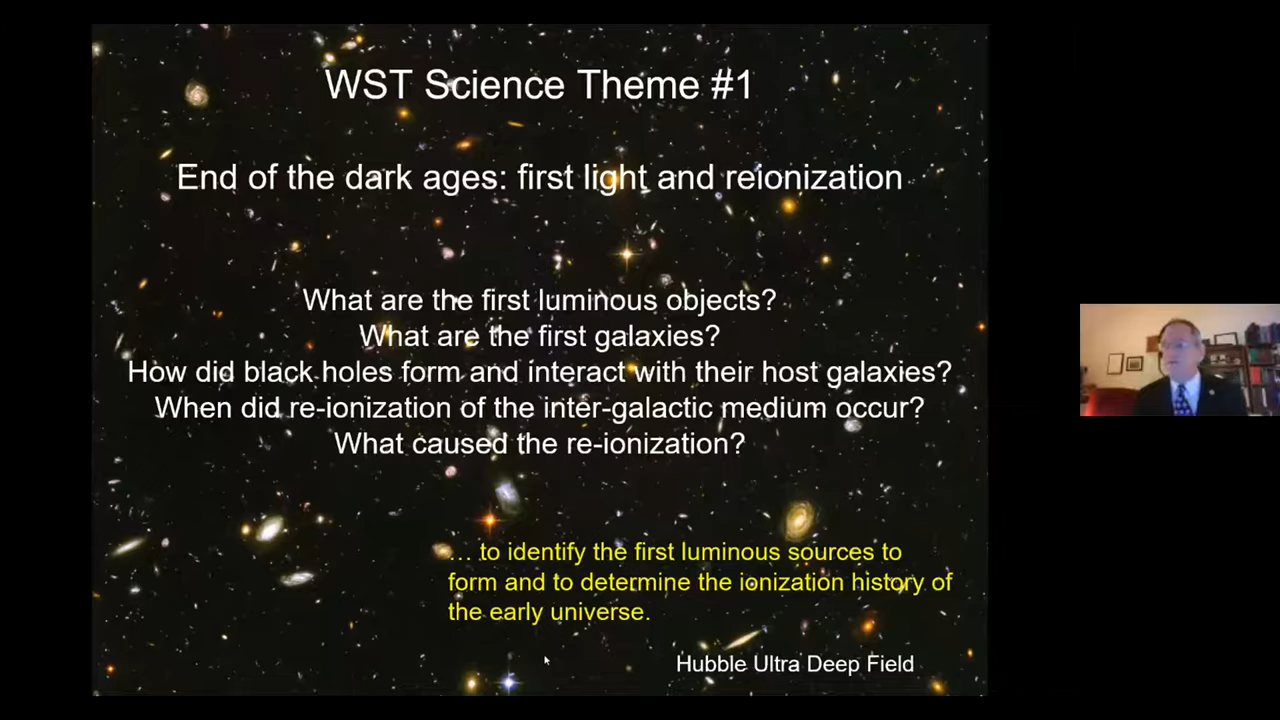 WST Science Theme #1
End of the dark ages: first light and reionization
What are the first luminous objects?
What are the first galaxies?
How did black holes form and interact with their host galaxies?
When did re-ionization of the inter-galactic medium occur?
What caused the re-ionization?
… to identify the first luminous sources to
form and to determine the ionization history of
the early universe.
Hubble Ultra Deep Field